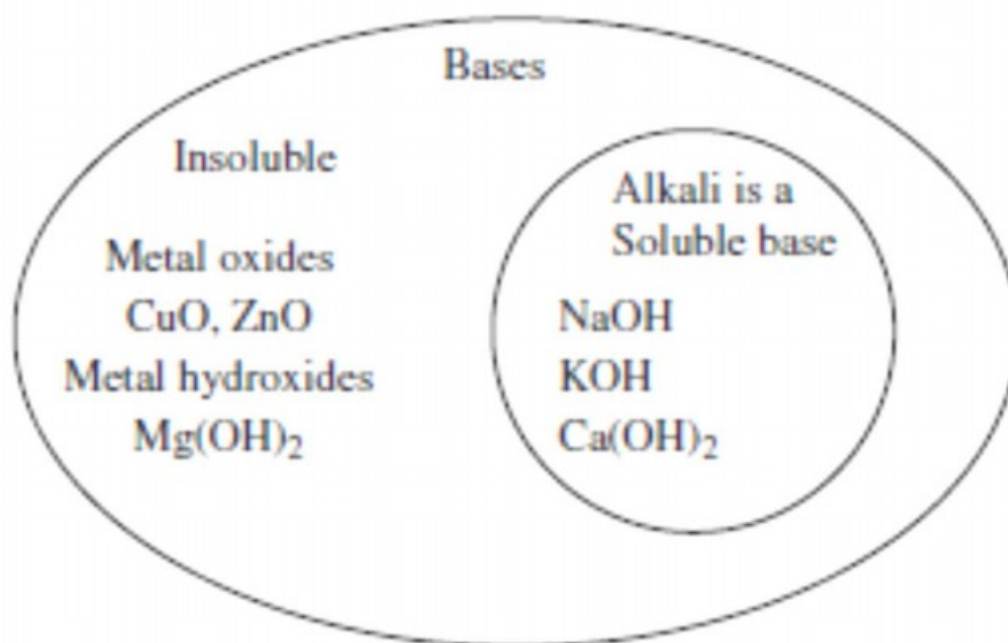 Bases
Insoluble
Metal oxides
CuO, ZnO
Metal hydroxides
Mg(OH)₂
Alkali is a
Soluble base
NaOH
KOH
Ca(OH)₂